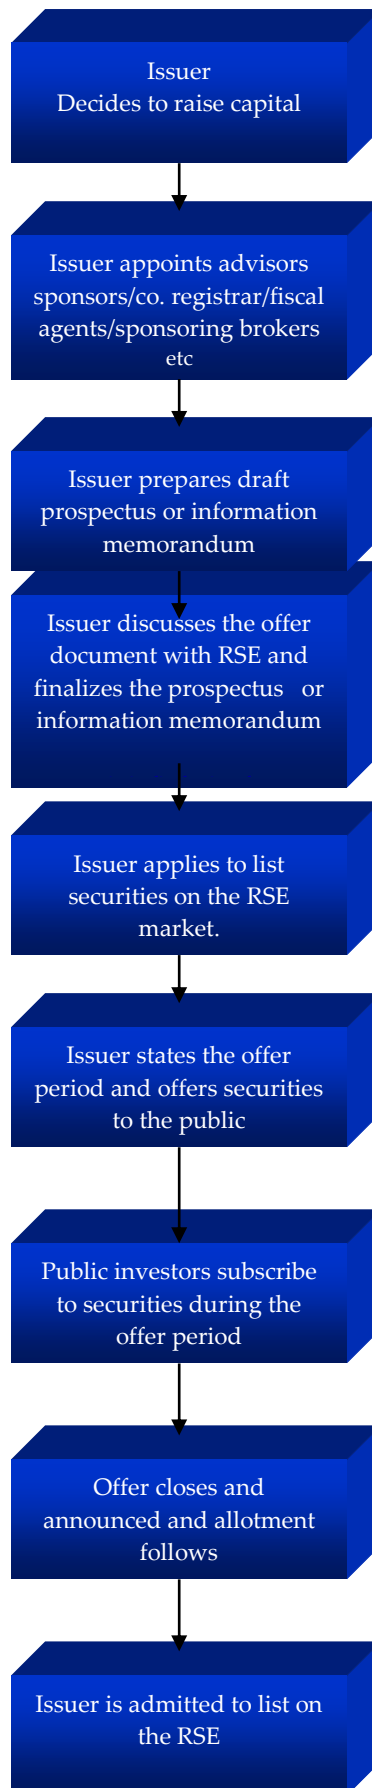 Issuer
Decides to raise capital
Issuer appoints advisors
sponsors/co. registrar/fiscal
agents/sponsoring brokers
etc
Issuer prepares draft
prospectus or information
memorandum
Issuer discusses the offer
document with RSE and
finalizes the prospectus or
information memorandum
Issuer applies to list
securities on the RSE
market.
Issuer states the offer
period and offers securities
to the public
Public investors subscribe
to securities during the
offer period
Offer closes and
announced and allotment
follows
Issuer is admitted to list on
the RSE